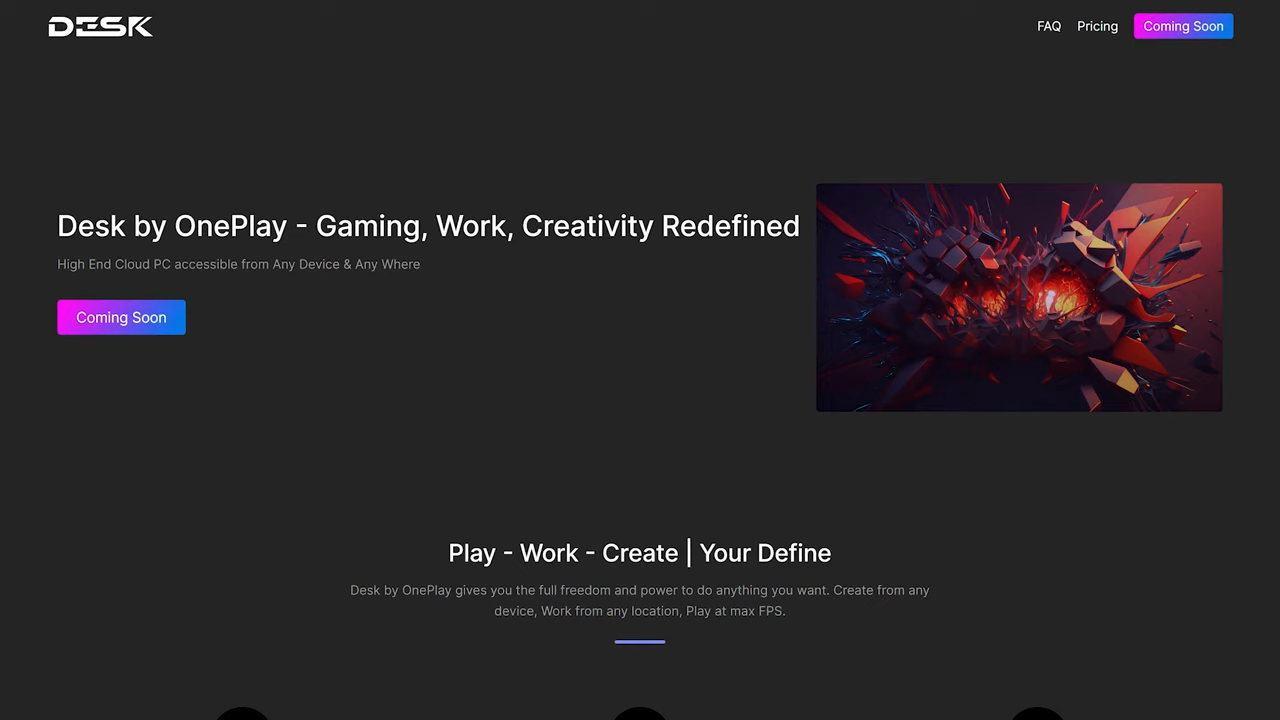 DESK
FAQ Pricing Coming Soon
Desk by OnePlay - Gaming, Work, Creativity Redefined
High End Cloud PC accessible from Any Device & Any Where
Coming Soon
Play - Work - Create | Your Define
Desk by OnePlay gives you the full freedom and power to do anything you want. Create from any
device, Work from any location, Play at max FPS.